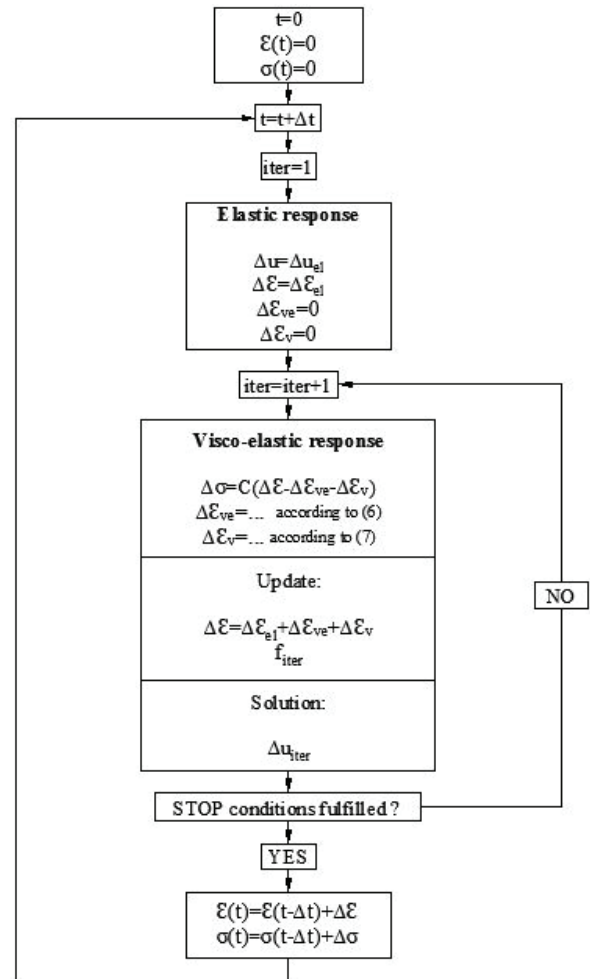 t=0
Ɛ(t)=0
σ(t)=0
t=t+Δt
iter=1
Elastic response
Δu=Δu_el
ΔƐ=ΔƐ_el
ΔƐ_ve=0
ΔƐ_v=0
iter=iter+1
Visco-elastic response
Δσ=C(ΔƐ-ΔƐ_ve-ΔƐ_v)
ΔƐ_ve=... according to (6)
ΔƐ_v=... according to (7)
Update:
ΔƐ=ΔƐ_el+ΔƐ_ve+ΔƐ_v
f_iter
NO
Solution:
Δu_iter
STOP conditions fulfilled?
YES
Ɛ(t)=Ɛ(t-Δt)+ΔƐ
σ(t)=σ(t-Δt)+Δσ